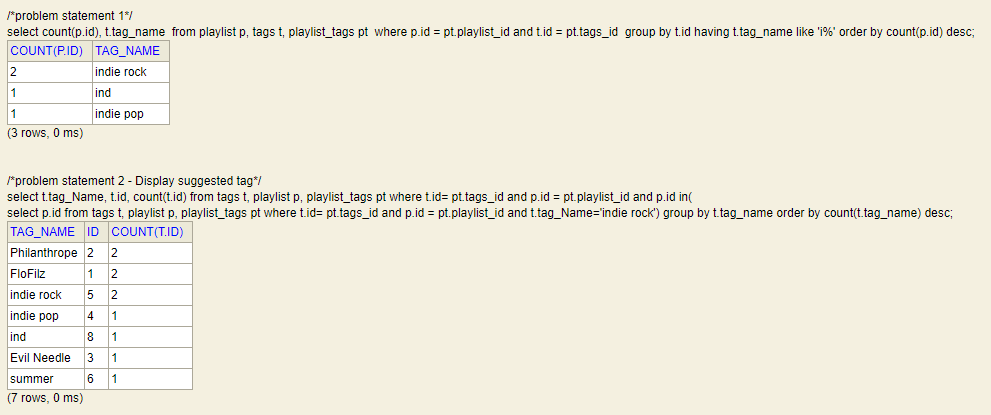 /*problem statement 1*/
select count(p.id), t.tag_name  from playlist p, tags t, playlist_tags pt  where p.id = pt.playlist_id and t.id = pt.tags_id  group by t.id having t.tag_name like 'i%' order by count(p.id) desc;
COUNT(P.ID) TAG_NAME
2 indie rock
1 ind
1 indie pop
(3 rows, 0 ms)
/*problem statement 2 - Display suggested tag*/
select t.tag_Name, t.id, count(t.id) from tags t, playlist p, playlist_tags pt where t.id= pt.tags_id and p.id = pt.playlist_id and p.id in(
select p.id from tags t, playlist p, playlist_tags pt where t.id= pt.tags_id and p.id = pt.playlist_id and t.tag_Name='indie rock') group by t.tag_name order by count(t.tag_name) desc;
TAG_NAME ID COUNT(T.ID)
Philanthrope 2 2
FloFilz 1 2
indie rock 5 2
indie pop 4 1
ind 8 1
Evil Needle 3 1
summer 6 1
(7 rows, 0 ms)